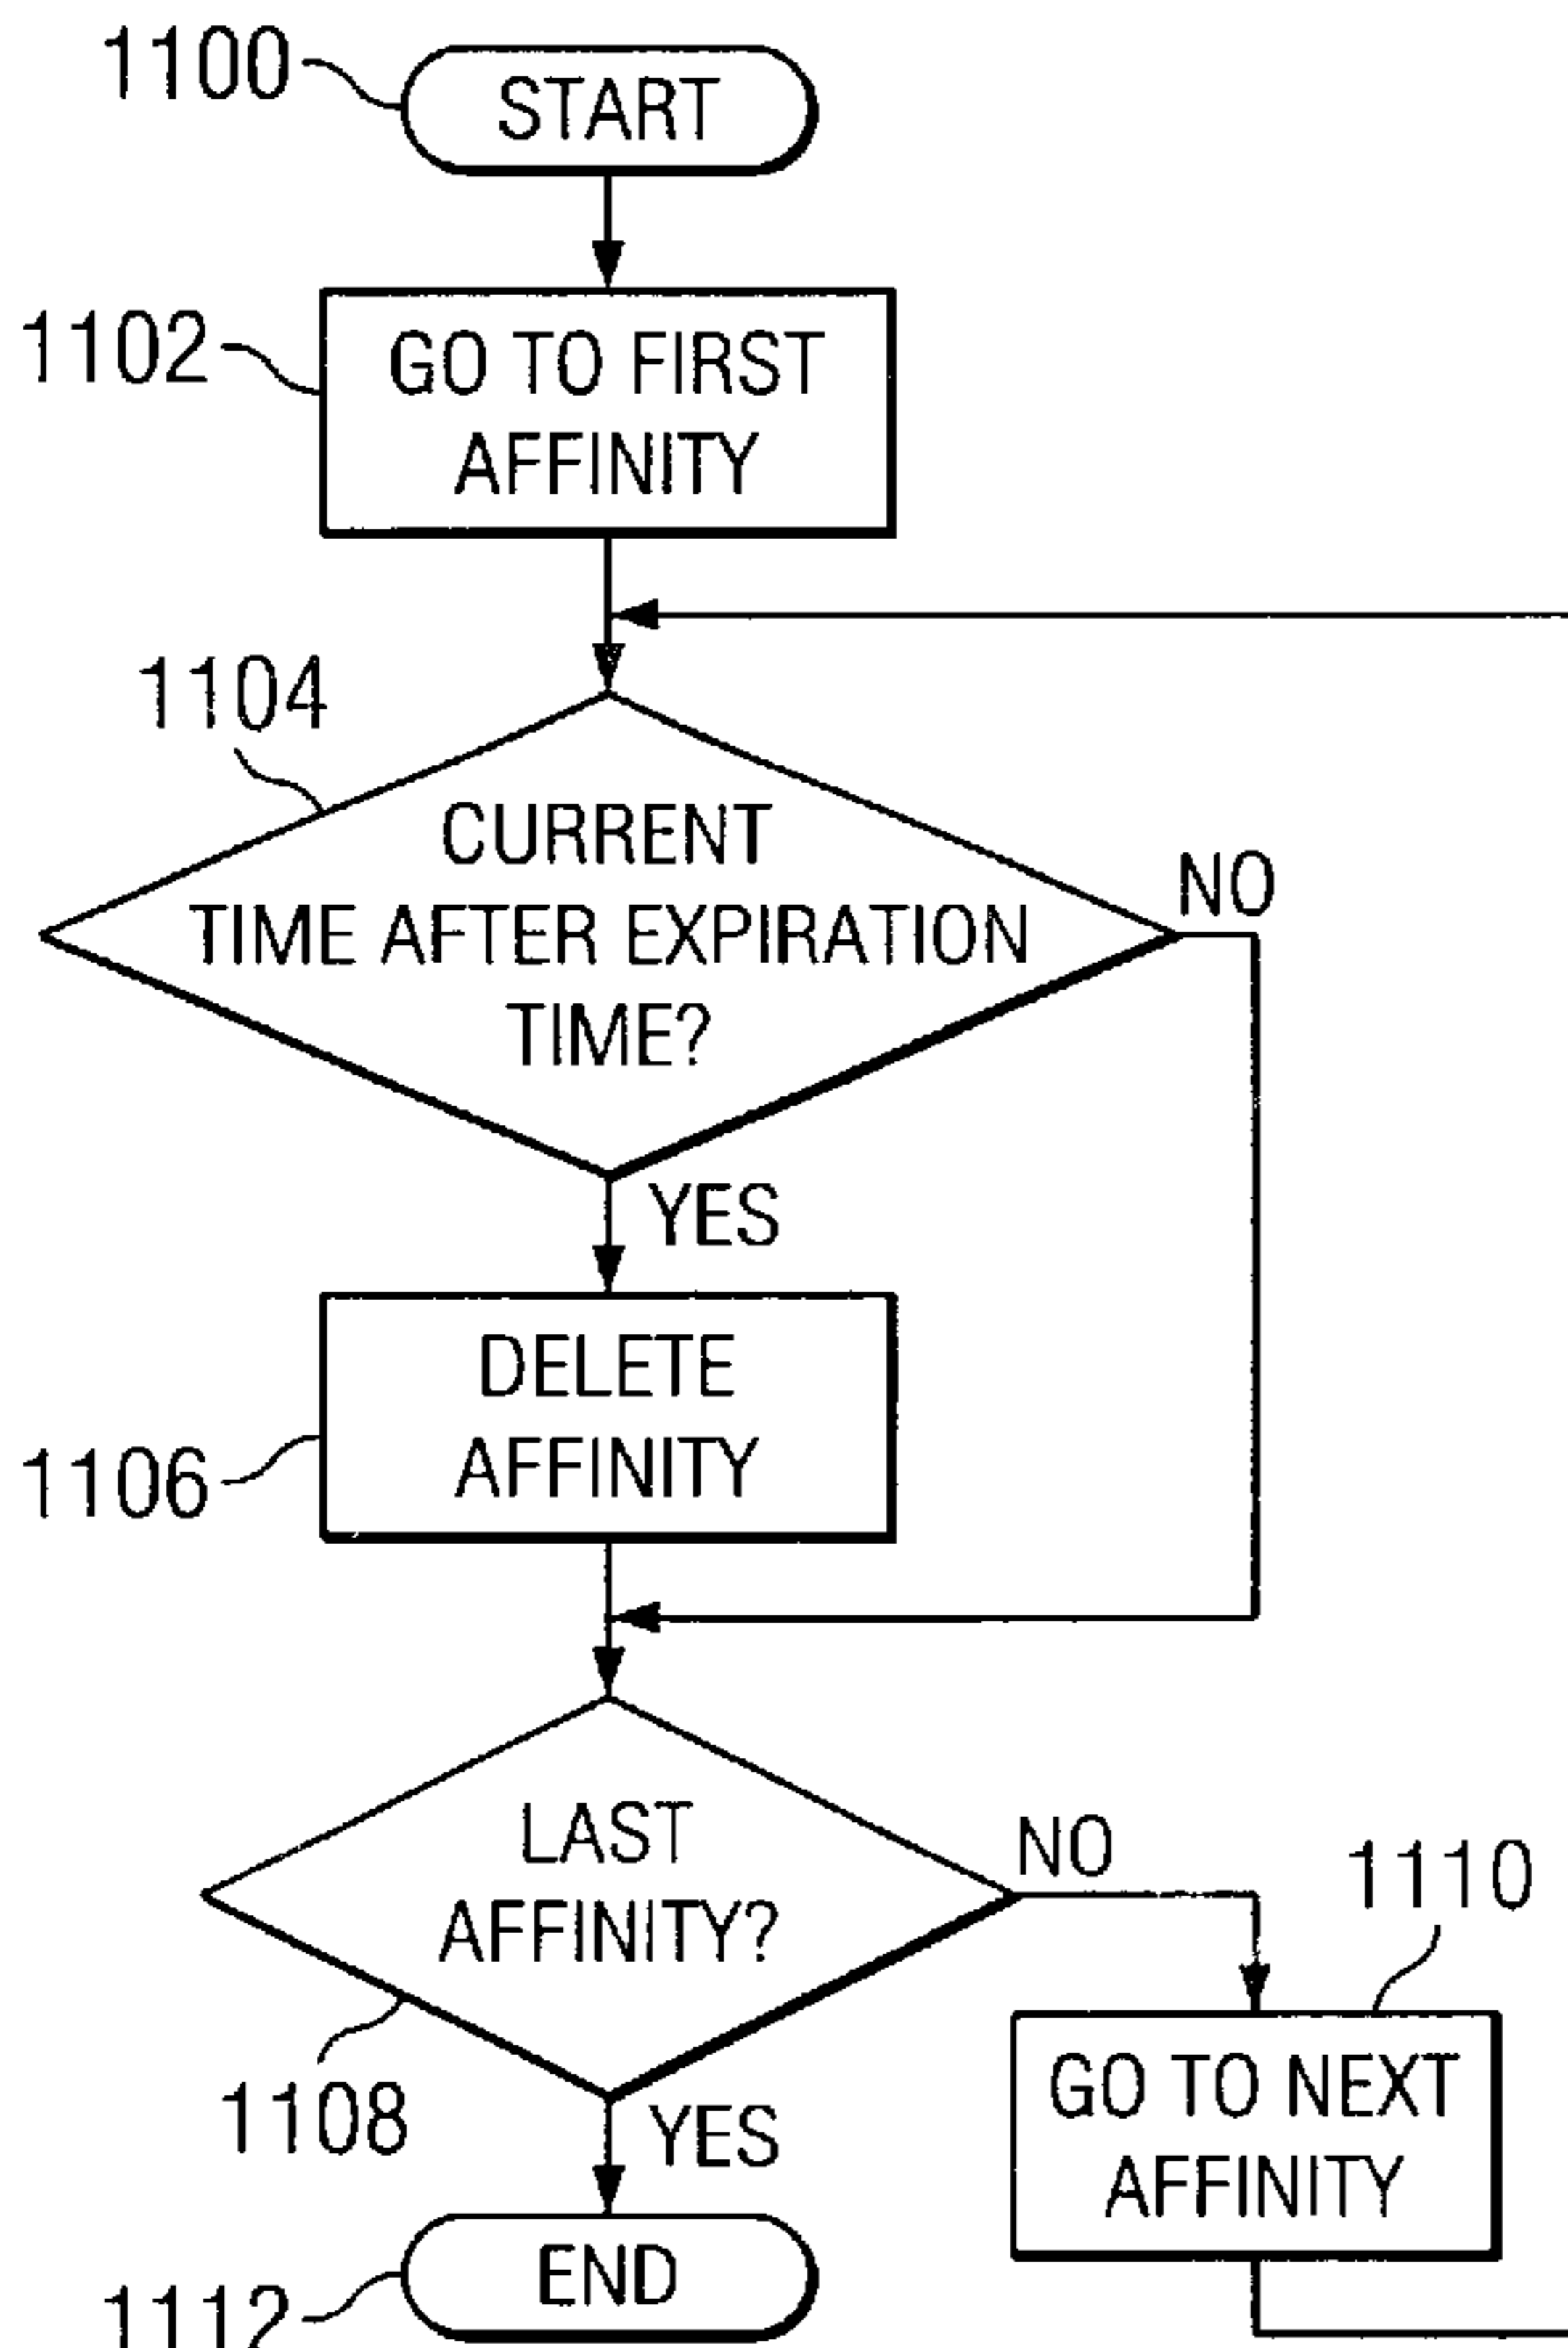 1100
START
1102
GO TO FIRST
AFFINITY
1104
CURRENT
TIME AFTER EXPIRATION
TIME?
NO
YES
DELETE
AFFINITY
1106
LAST
AFFINITY?
NO
1110
1108
YES
GO TO NEXT
AFFINITY
END
1112